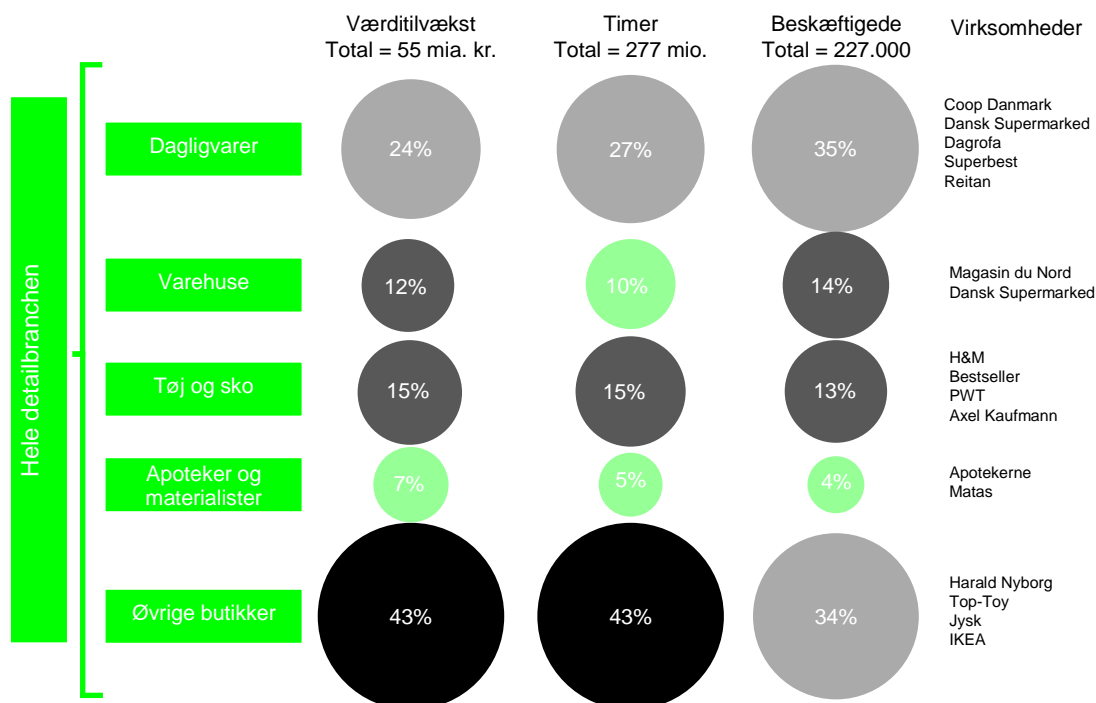 Værditilvækst
Total = 55 mia. kr.
Timer
Total = 277 mio.
Beskæftigede
Total = 227.000
Virksomheder
Hele detailbranchen
Dagligvarer
24%
27%
35%
Coop Danmark
Dansk Supermarked
Dagrofa
Superbest
Reitan
Varehuse
12%
10%
14%
Magasin du Nord
Dansk Supermarked
Tøj og sko
15%
15%
13%
H&M
Bestseller
PWT
Axel Kaufmann
Apoteker og
materialister
7%
5%
4%
Apotekerne
Matas
Øvrige butikker
43%
43%
34%
Harald Nyborg
Top-Toy
Jysk
IKEA